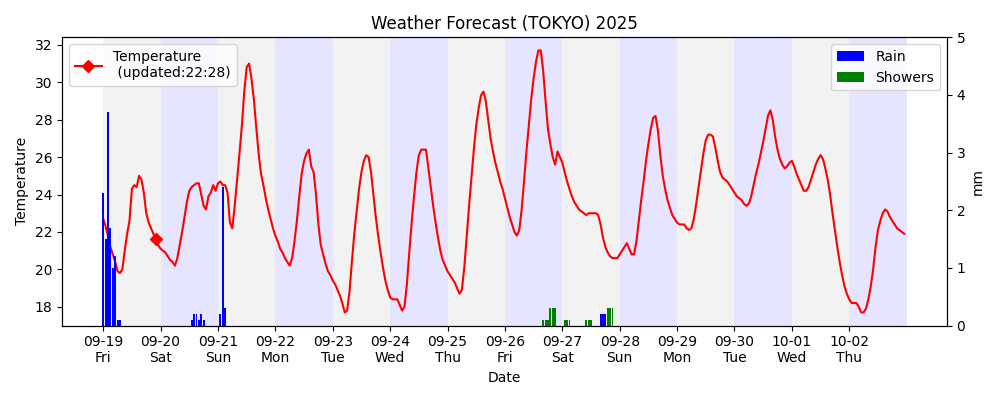 Weather Forecast (TOKYO) 2025
Temperature
(updated:22:28)
Rain
Showers
Temperature
32
30
28
26
24
22
20
18
5
4
3
2
1
0
mm
09-19 09-20 09-21 09-22 09-23 09-24 09-25 09-26 09-27 09-28 09-29 09-30 10-01 10-02
Fri Sat Sun Mon Tue Wed Thu Fri Sat Sun Mon Tue Wed Thu
Date